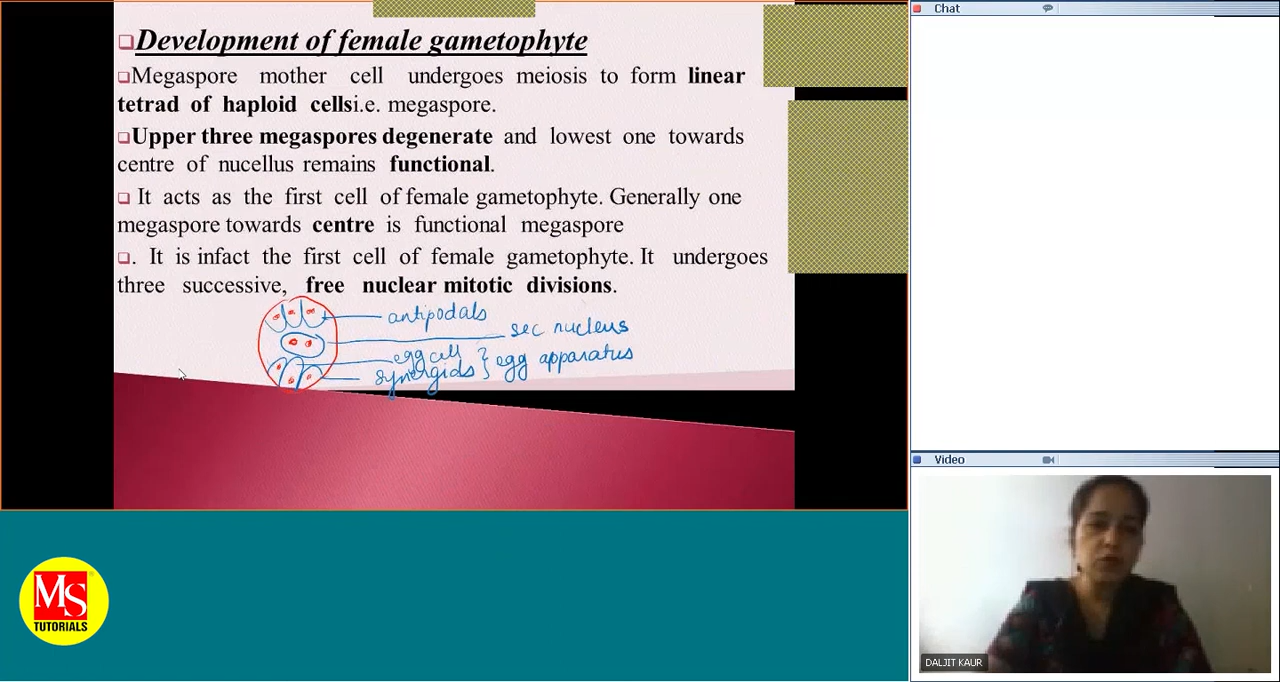 Development of female gametophyte
Megaspore mother cell undergoes meiosis to form linear
tetrad of haploid cellsi.e. megaspore.
Upper three megaspores degenerate and lowest one towards
centre of nucellus remains functional.
It acts as the first cell of female gametophyte. Generally one
megaspore towards centre is functional megaspore
. It is infact the first cell of female gametophyte. It undergoes
three successive, free nuclear mitotic divisions.
antipodals
sec nucleus
egg cell
synergids } egg apparatus
MS
TUTORIALS
Chat
Video
DALJIT KAUR